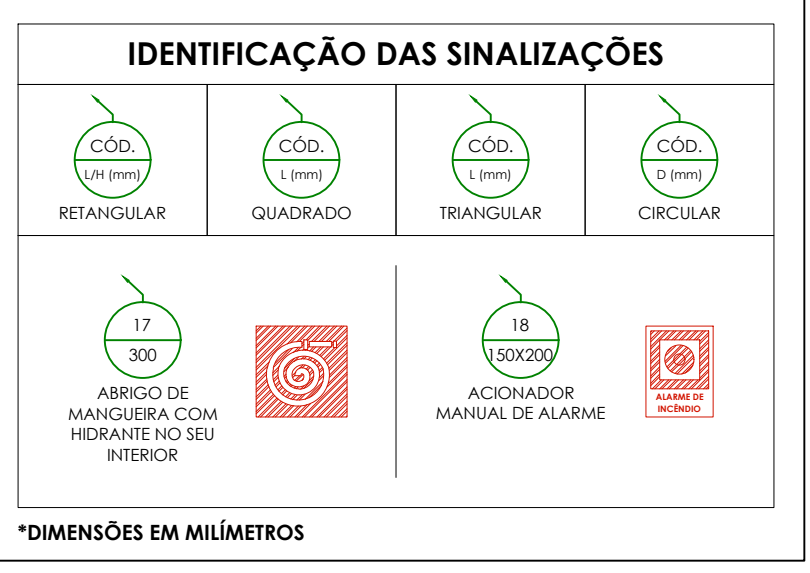 IDENTIFICAÇÃO DAS SINALIZAÇÕES
CÓD.
L/H (mm)
RETANGULAR
CÓD.
L (mm)
QUADRADO
CÓD.
L (mm)
TRIANGULAR
CÓD.
D (mm)
CIRCULAR
17
300
ABRIGO DE
MANGUEIRA COM
HIDRANTE NO SEU
INTERIOR
18
150X200
ACIONADOR
MANUAL DE ALARME
ALARME DE
INCÊNDIO
*DIMENSÕES EM MILÍMETROS